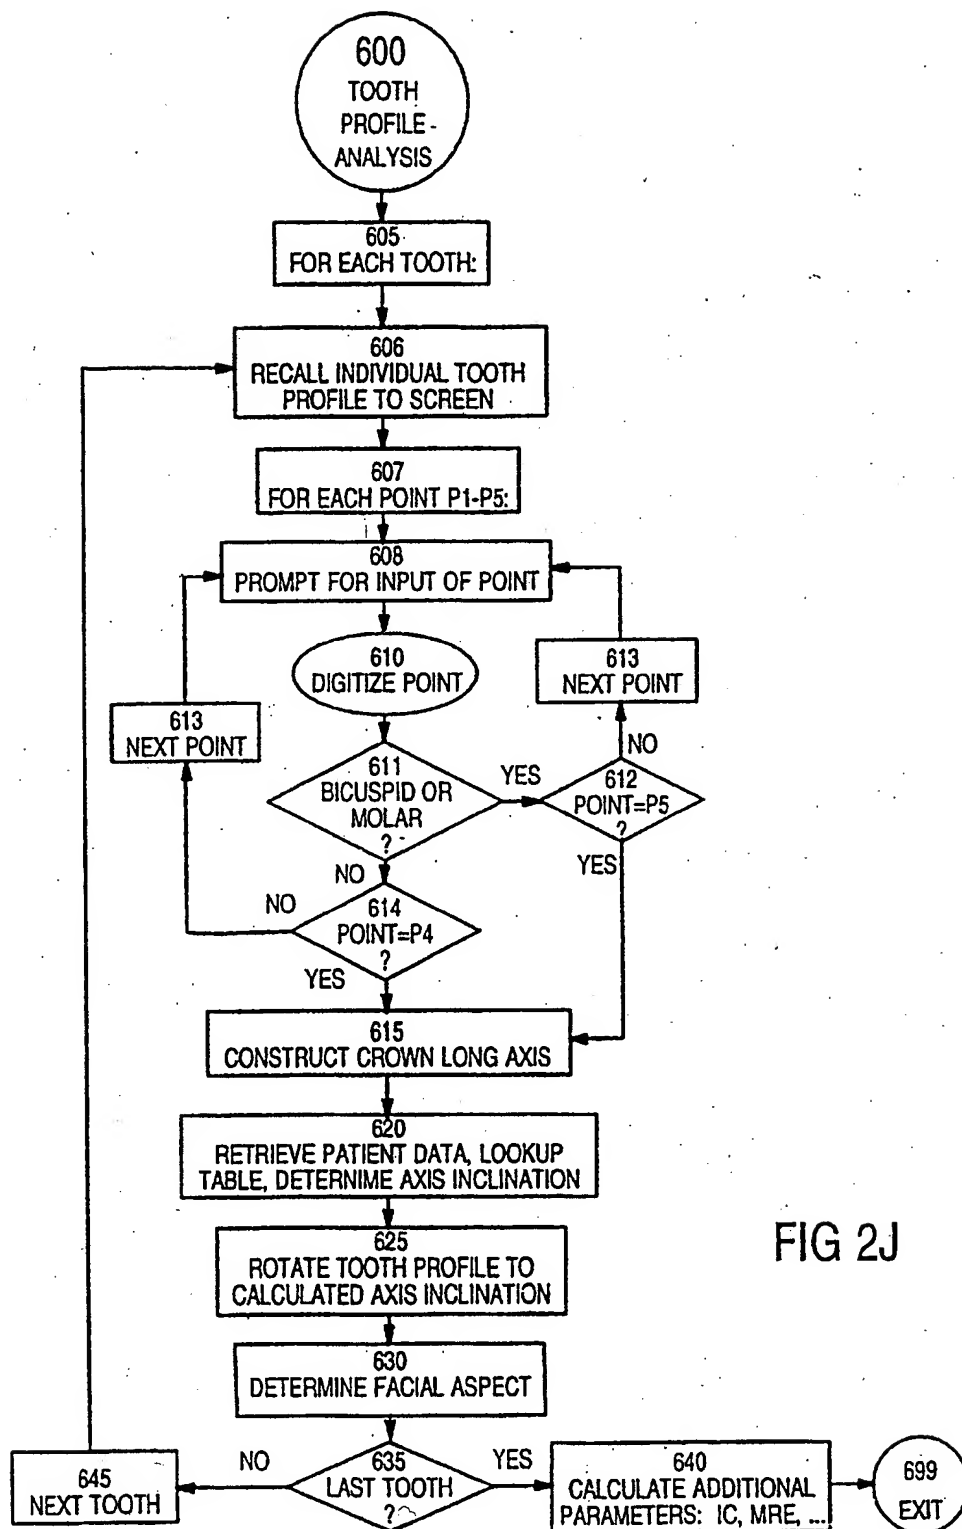 600
TOOTH
PROFILE-
ANALYSIS
605
FOR EACH TOOTH:
606
RECALL INDIVIDUAL TOOTH
PROFILE TO SCREEN
607
FOR EACH POINT P1-P5:
608
PROMPT FOR INPUT OF POINT
610
DIGITIZE POINT
613
NEXT POINT
613
NEXT POINT
611
BICUSPID OR
MOLAR
?
YES
NO
612
POINT=P5
?
YES
NO
NO
614
POINT=P4
?
YES
615
CONSTRUCT CROWN LONG AXIS
620
RETRIEVE PATIENT DATA, LOOKUP
TABLE, DETERNIME AXIS INCLINATION
625
ROTATE TOOTH PROFILE TO
CALCULATED AXIS INCLINATION
FIG 2J
630
DETERMINE FACIAL ASPECT
NO
635
LAST TOOTH
?
YES
645
NEXT TOOTH
640
CALCULATE ADDITIONAL
PARAMETERS: IC, MRE, ...
699
EXIT